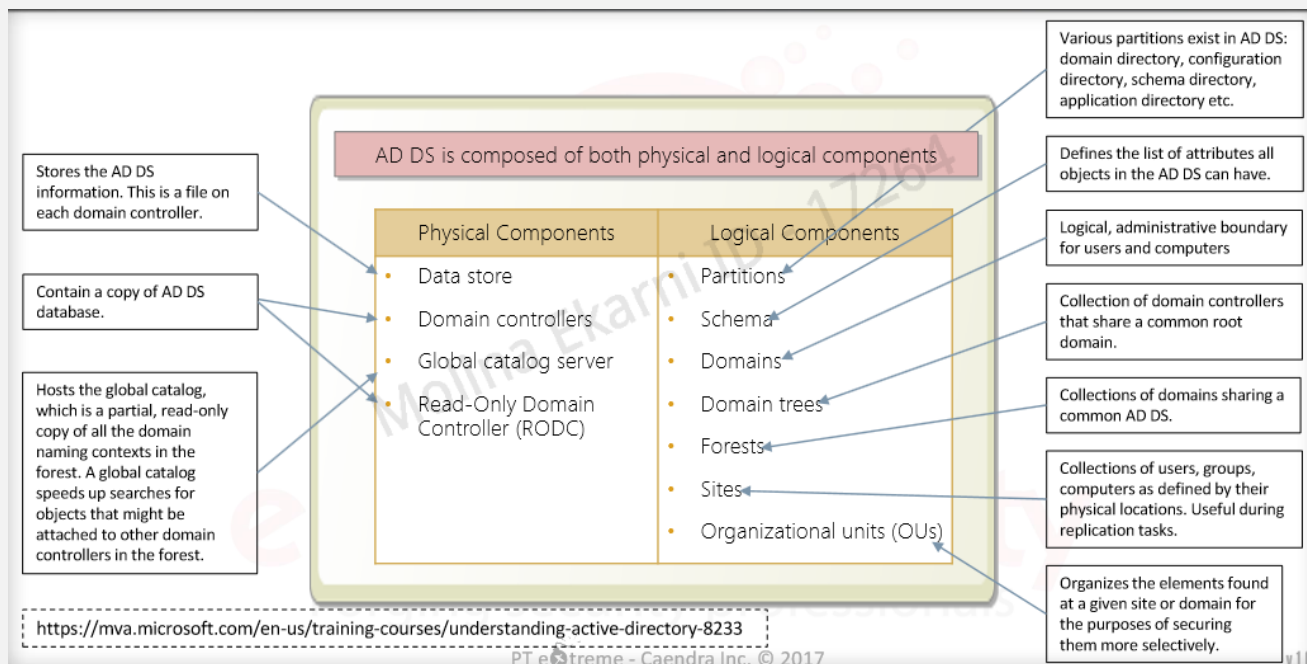 Various partitions exist in AD DS:
domain directory, configuration
directory, schema directory,
application directory etc.
AD DS is composed of both physical and logical components
Stores the AD DS
information. This is a file on
each domain controller.
Defines the list of attributes all
objects in the AD DS can have.
Physical Components
Logical Components
Logical, administrative boundary
for users and computers
Data store
Partitions
Contain a copy of AD DS
database.
Domain controllers
Schema
Collection of domain controllers
that share a common root
domain.
Global catalog server
Domains
Hosts the global catalog,
which is a partial, read-only
copy of all the domain
naming contexts in the
forest. A global catalog
speeds up searches for
objects that might be
attached to other domain
controllers in the forest.
Read-Only Domain
Controller (RODC)
Domain trees
Collections of domains sharing a
common AD DS.
Forests
Sites
Collections of users, groups,
computers as defined by their
physical locations. Useful during
replication tasks.
Organizational units (OUs)
Organizes the elements found
at a given site or domain for
the purposes of securing
them more selectively.
Molina Ekarni ID - 17264
https://mva.microsoft.com/en-us/training-courses/understanding-active-directory-8233
PT eXtreme - Caendra Inc. © 2017